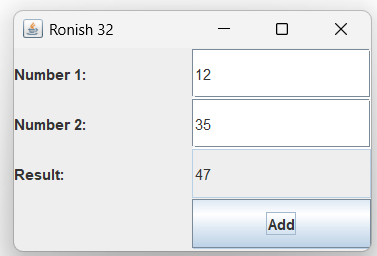 Ronish 32
Number 1: 12
Number 2: 35
Result: 47
Add